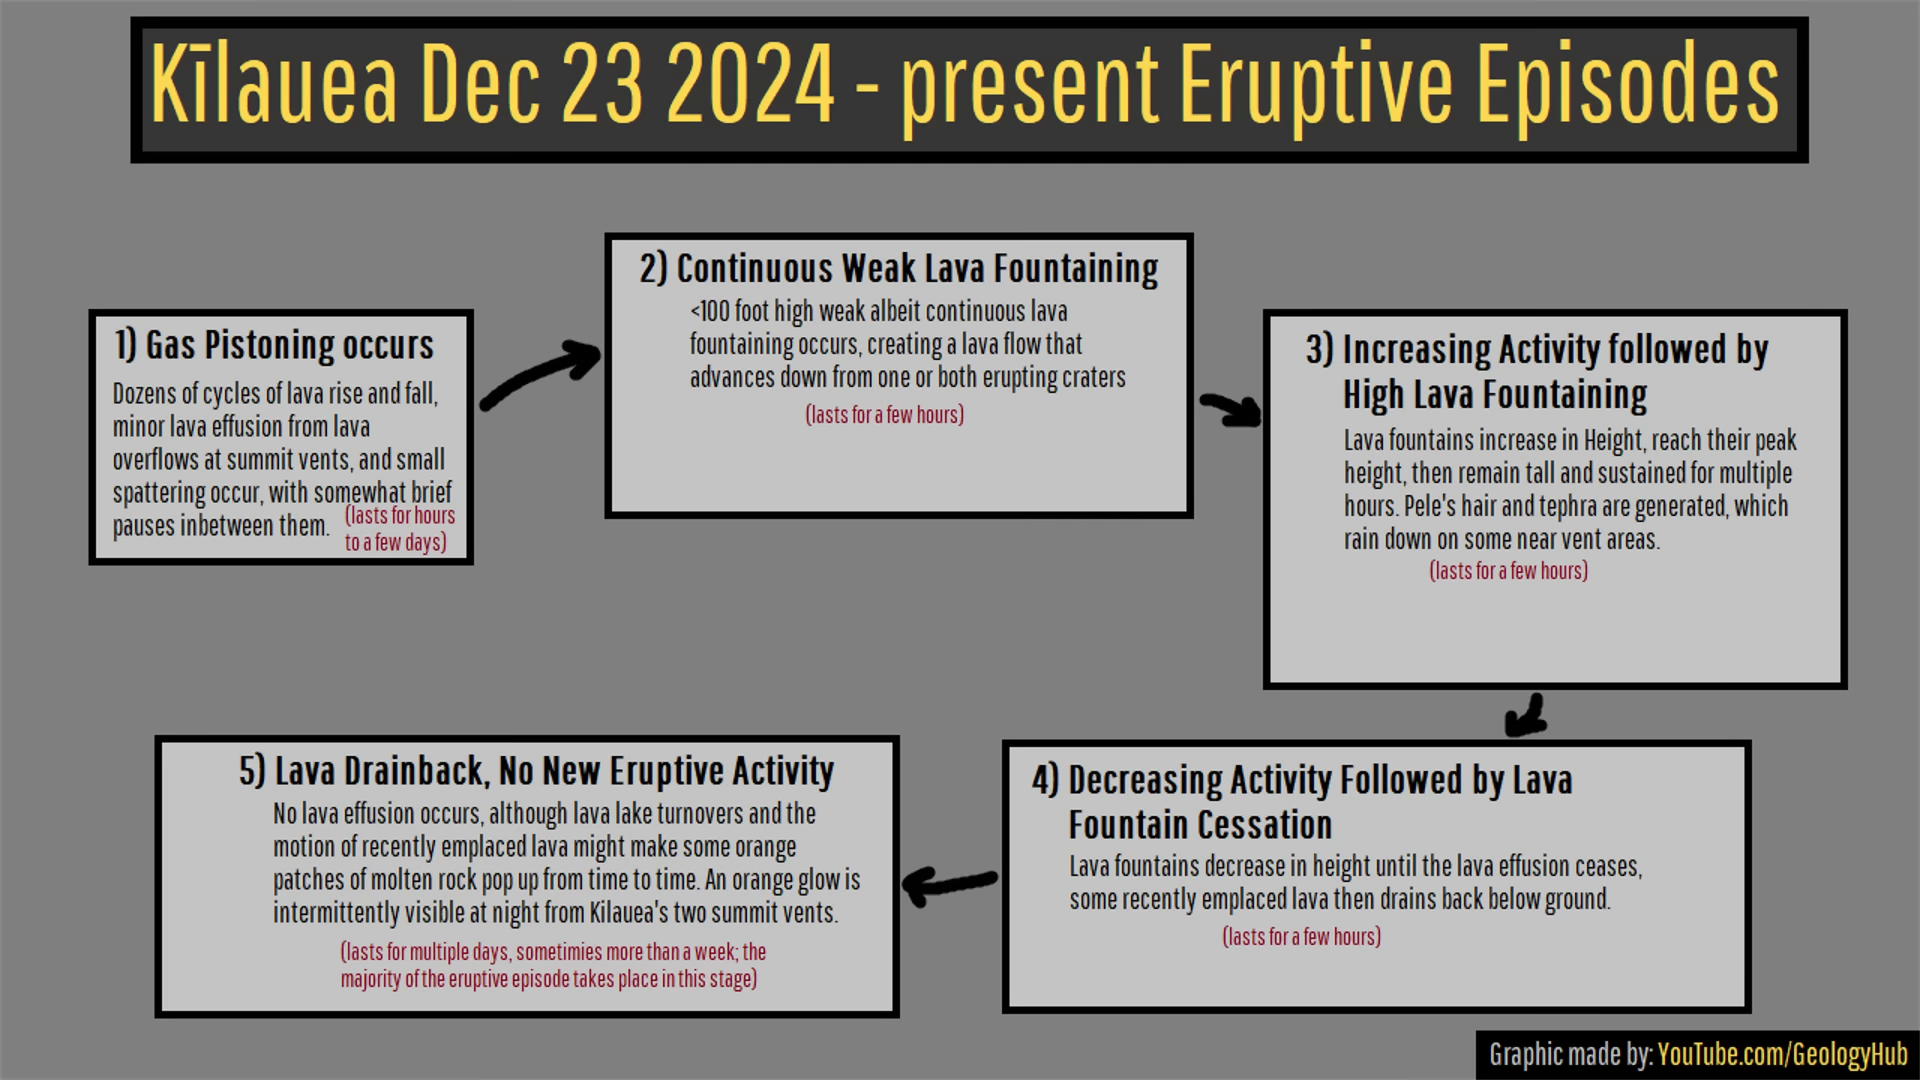 Kīlauea Dec 23 2024 - present Eruptive Episodes
1) Gas Pistoning occurs
Dozens of cycles of lava rise and fall,
minor lava effusion from lava
overflows at summit vents, and small
spattering occur, with somewhat brief
pauses inbetween them.
(lasts for hours
to a few days)
2) Continuous Weak Lava Fountaining
<100 foot high weak albeit continuous lava
fountaining occurs, creating a lava flow that
advances down from one or both erupting craters
(lasts for a few hours)
3) Increasing Activity followed by
High Lava Fountaining
Lava fountains increase in Height, reach their peak
height, then remain tall and sustained for multiple
hours. Pele's hair and tephra are generated, which
rain down on some near vent areas.
(lasts for a few hours)
4) Decreasing Activity Followed by Lava
Fountain Cessation
Lava fountains decrease in height until the lava effusion ceases,
some recently emplaced lava then drains back below ground.
(lasts for a few hours)
5) Lava Drainback, No New Eruptive Activity
No lava effusion occurs, although lava lake turnovers and the
motion of recently emplaced lava might make some orange
patches of molten rock pop up from time to time. An orange glow is
intermittently visible at night from Kilauea's two summit vents.
(lasts for multiple days, sometimies more than a week; the
majority of the eruptive episode takes place in this stage)
Graphic made by: YouTube.com/GeologyHub